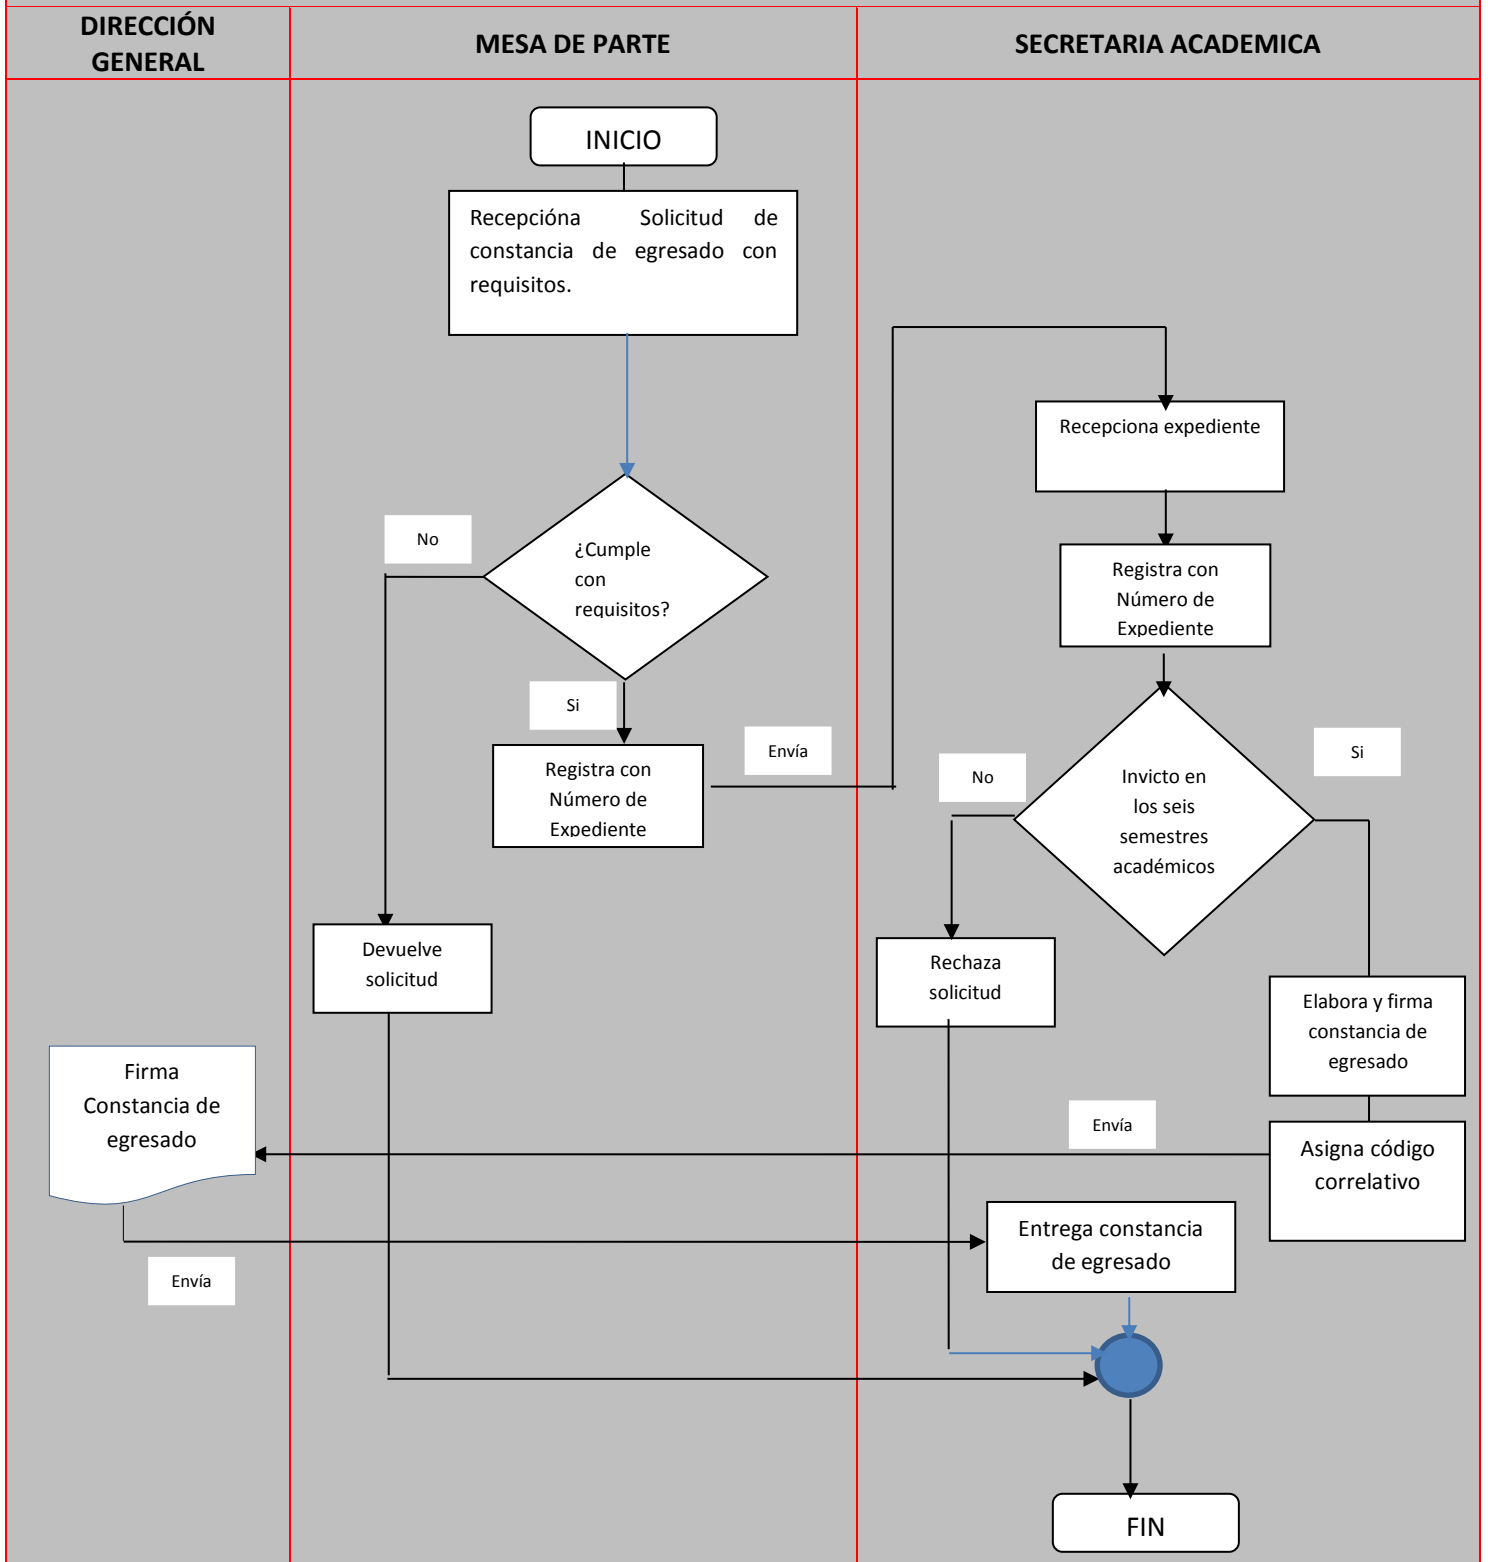 DIRECCIÓN
GENERAL
MESA DE PARTE
SECRETARIA ACADEMICA
INICIO
Recepcióna Solicitud de
constancia de egresado con
requisitos.
Recepciona expediente
No
¿Cumple
con
requisitos?
Registra con
Número de
Expediente
Si
Registra con
Número de
Expediente
Envía
No
Invicto en
los seis
semestres
académicos
Si
Devuelve
solicitud
Rechaza
solicitud
Elabora y firma
constancia de
egresado
Firma
Constancia de
egresado
Envía
Asigna código
correlativo
Entrega constancia
de egresado
Envía
FIN